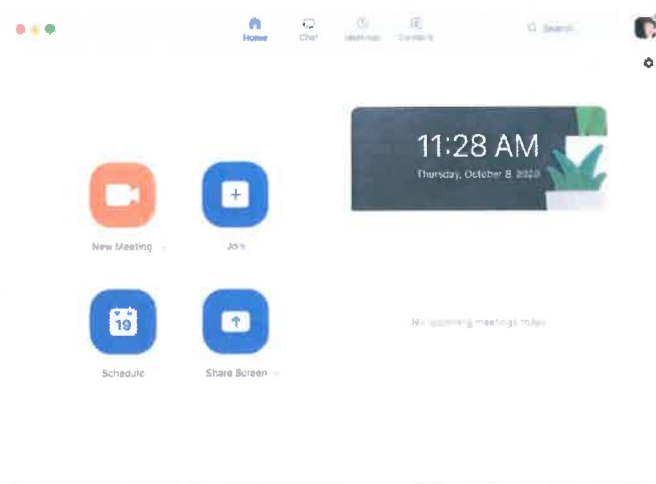 Home
Chat
Meetings
Contacts
Search
11:28 AM
Thursday, October 8, 2020
New Meeting
Join
19
Schedule
Share Screen
No upcoming meetings today